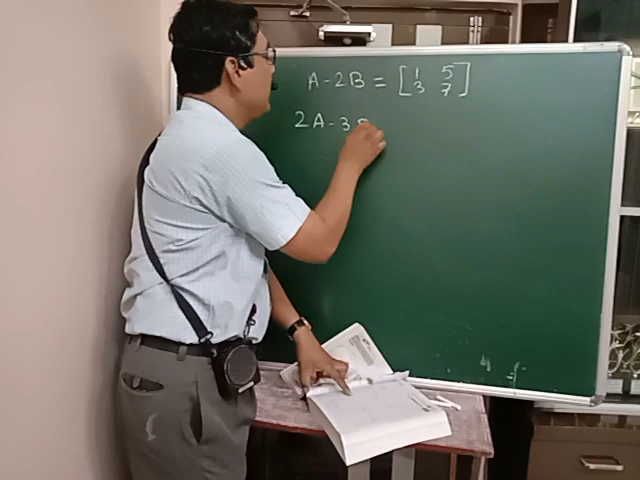 A - 2B = [1 5
3 7]
2A - 3